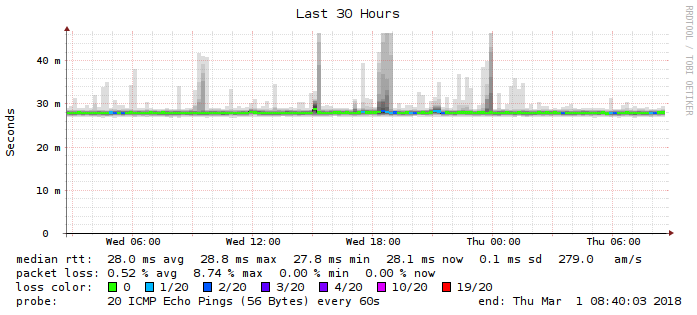 Last 30 Hours
RRDTOOL / TOBI OETIKER
Seconds
40 m
30 m
20 m
10 m
0
Wed 06:00 Wed 12:00 Wed 18:00 Thu 00:00 Thu 06:00
median rtt: 28.0 ms avg 28.8 ms max 27.8 ms min 28.1 ms now 0.1 ms sd 279.0 am/s
packet loss: 0.52 % avg 8.74 % max 0.00 % min 0.00 % now
loss color: 0 1/20 2/20 3/20 4/20 10/20 19/20
probe: 20 ICMP Echo Pings (56 Bytes) every 60s end: Thu Mar 1 08:40:03 2018